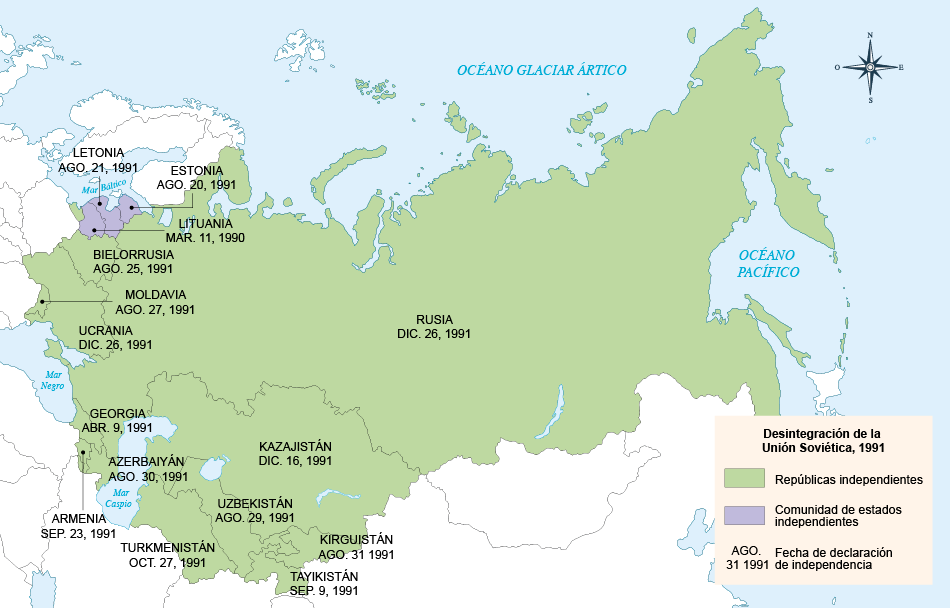 OCÉANO GLACIAR ÁRTICO
N
O
E
S
LETONIA
AGO. 21, 1991
ESTONIA
AGO. 20, 1991
Mar Báltico
LITUANIA
MAR. 11, 1990
BIELORRUSIA
AGO. 25, 1991
OCÉANO
PACÍFICO
MOLDAVIA
AGO. 27, 1991
RUSIA
DIC. 26, 1991
UCRANIA
DIC. 26, 1991
Mar
Negro
GEORGIA
ABR. 9, 1991
KAZAJISTÁN
DIC. 16, 1991
AZERBAIYÁN
AGO. 30, 1991
Mar
Caspio
UZBEKISTÁN
AGO. 29, 1991
ARMENIA
SEP. 23, 1991
TURKMENISTÁN
OCT. 27, 1991
KIRGUISTÁN
AGO. 31 1991
TAYIKISTÁN
SEP. 9, 1991
Desintegración de la
Unión Soviética, 1991
Repúblicas independientes
Comunidad de estados
independientes
AGO.
31 1991
Fecha de declaración
de independencia